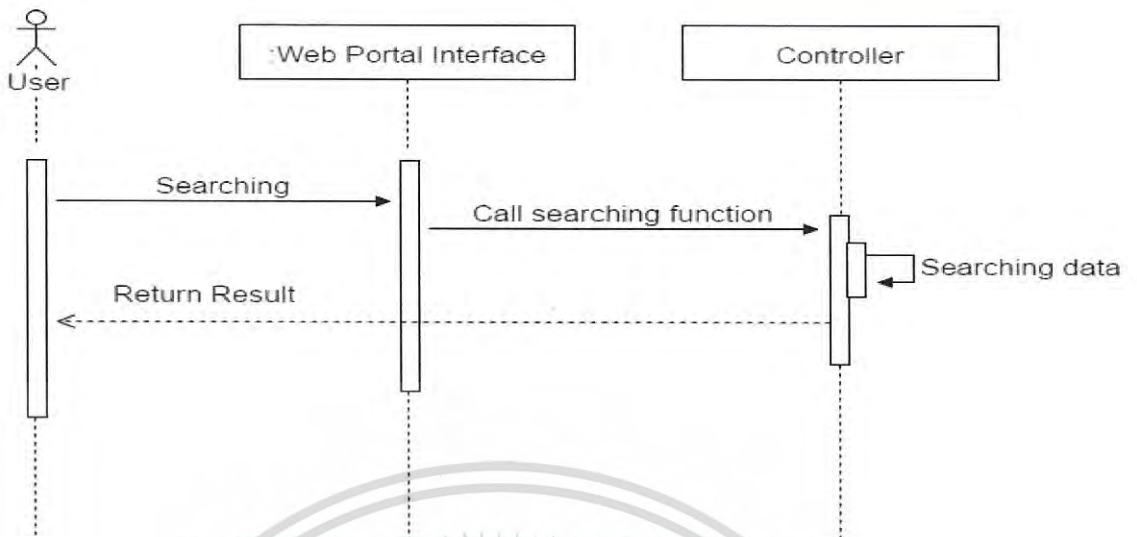 User
:Web Portal Interface
Controller
Searching
Call searching function
Searching data
Return Result